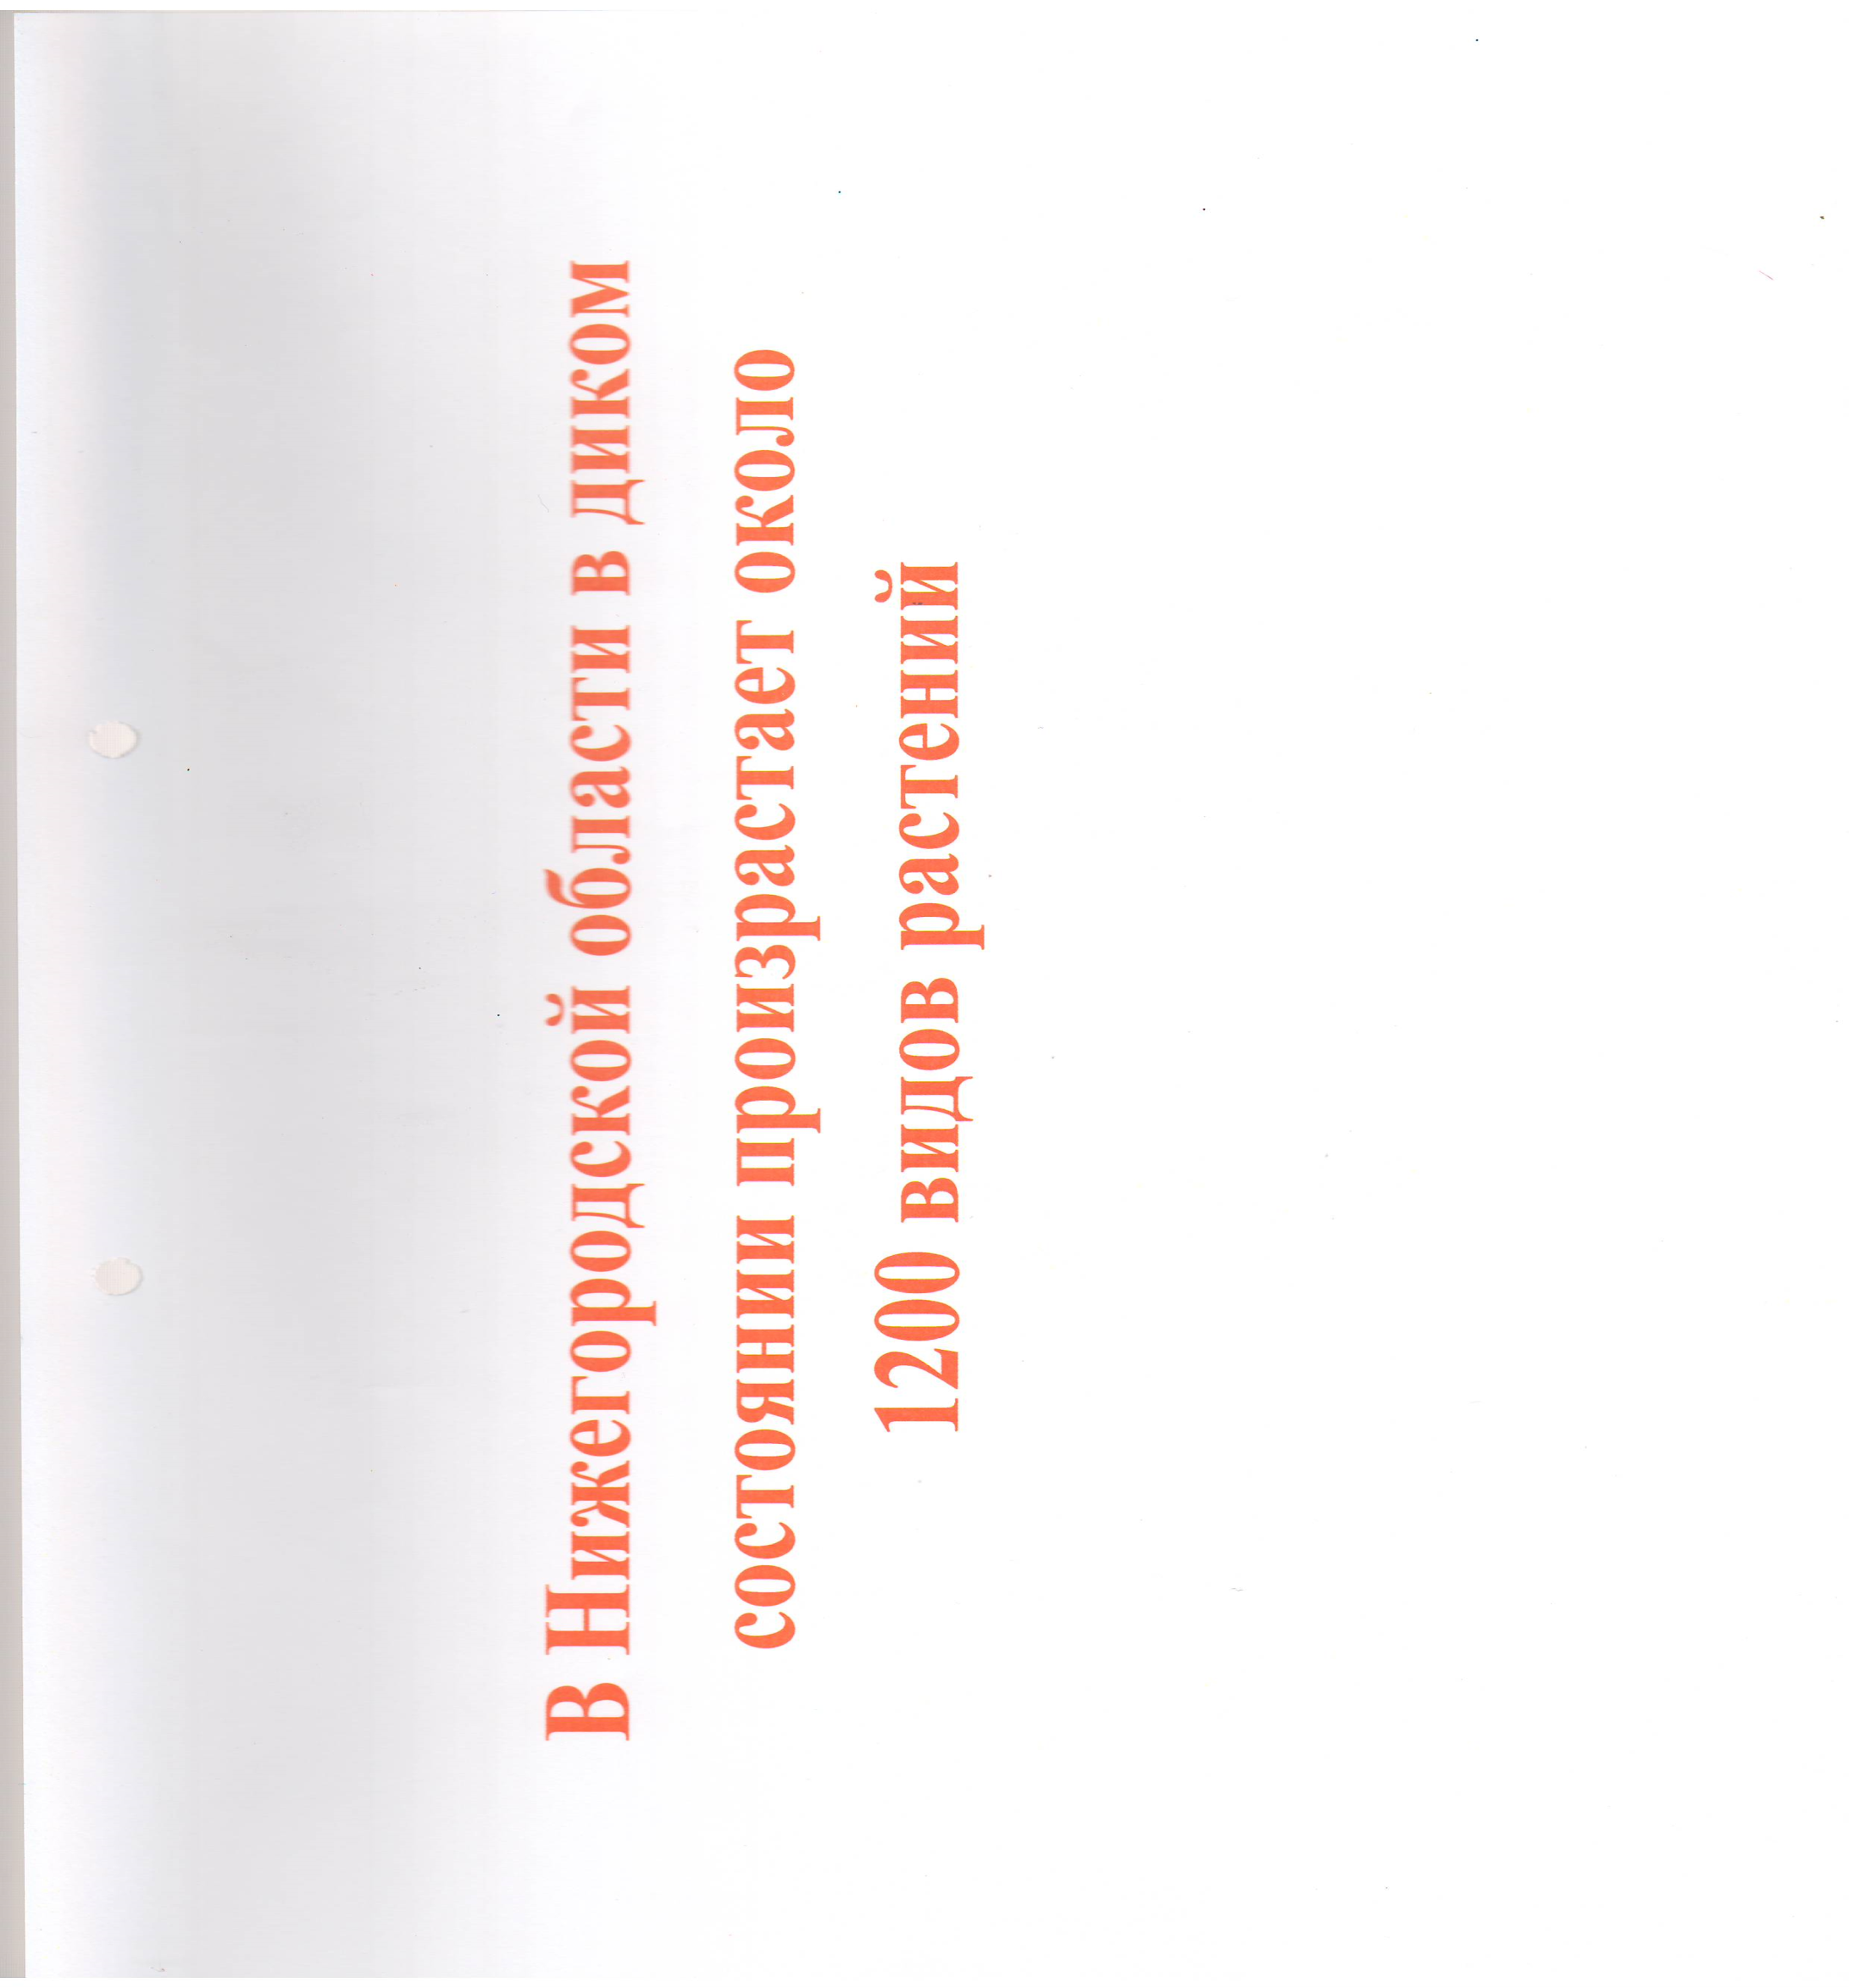 В Нижегородской области в диком
состоянии произрастает около
1200 видов растений